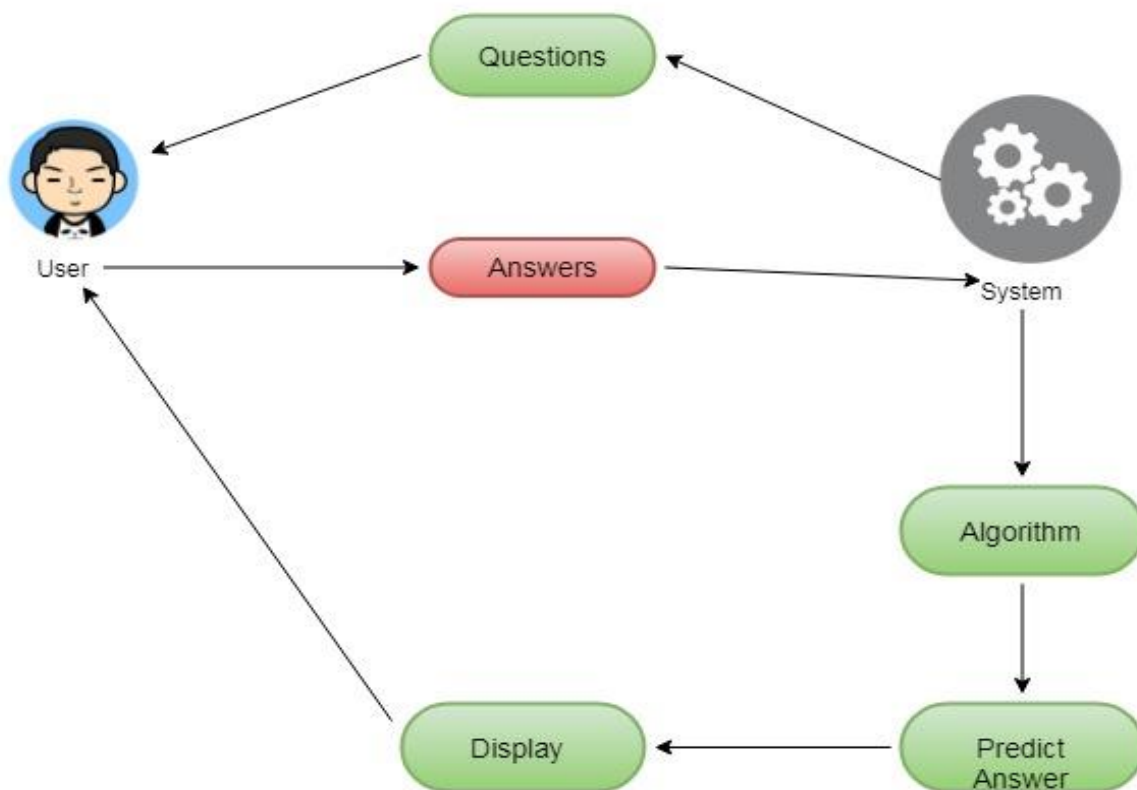 Questions
User
Answers
System
Algorithm
Display
Predict
Answer